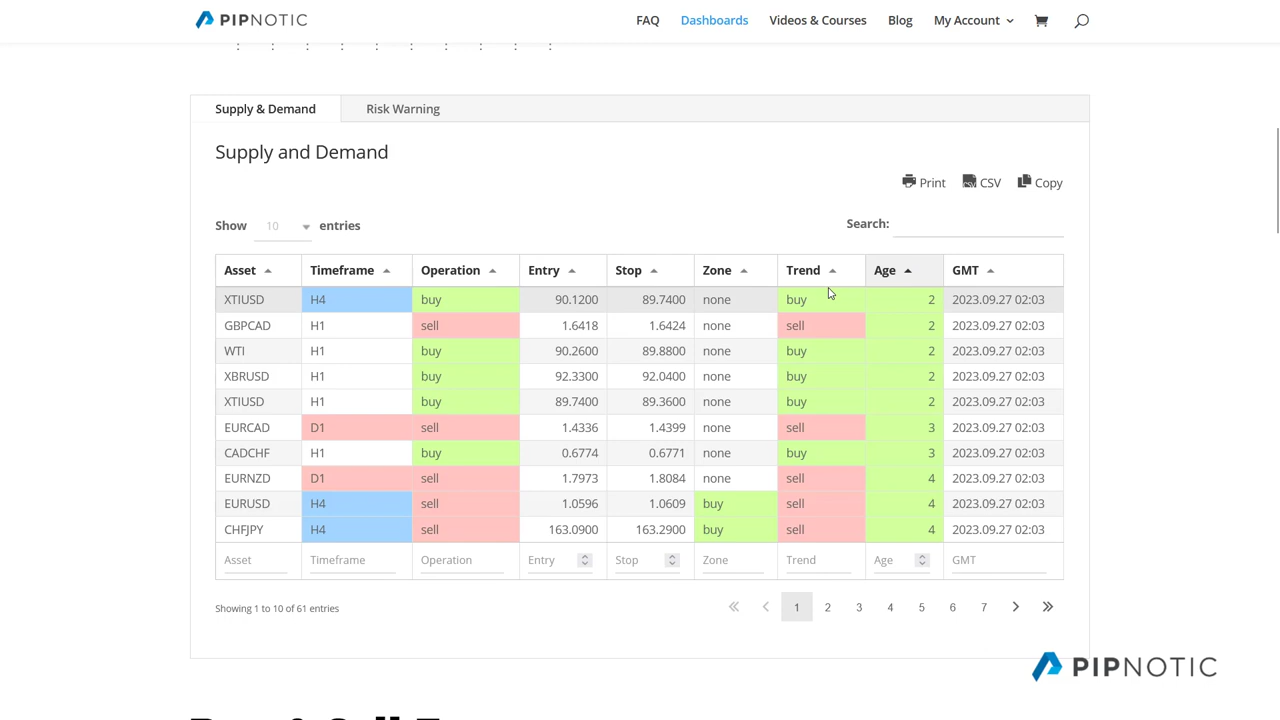 PIPNOTIC
FAQ Dashboards Videos & Courses Blog My Account
Supply & Demand Risk Warning
Supply and Demand
Print CSV Copy
Show 10 entries Search:
Asset Timeframe Operation Entry Stop Zone Trend Age GMT
XTIUSD H4 buy 90.1200 89.7400 none buy 2 2023.09.27 02:03
GBPCAD H1 sell 1.6418 1.6424 none sell 2 2023.09.27 02:03
WTI H1 buy 90.2600 89.8800 none buy 2 2023.09.27 02:03
XBRUSD H1 buy 92.3300 92.0400 none buy 2 2023.09.27 02:03
XTIUSD H1 buy 89.7400 89.3600 none buy 2 2023.09.27 02:03
EURCAD D1 sell 1.4336 1.4399 none sell 3 2023.09.27 02:03
CADCHF H1 buy 0.6774 0.6771 none buy 3 2023.09.27 02:03
EURNZD D1 sell 1.7973 1.8084 none sell 4 2023.09.27 02:03
EURUSD H4 sell 1.0596 1.0609 buy sell 4 2023.09.27 02:03
CHFJPY H4 sell 163.0900 163.2900 buy sell 4 2023.09.27 02:03
Asset Timeframe Operation Entry Stop Zone Trend Age GMT
Showing 1 to 10 of 61 entries « ‹ 1 2 3 4 5 6 7 › »
PIPNOTIC